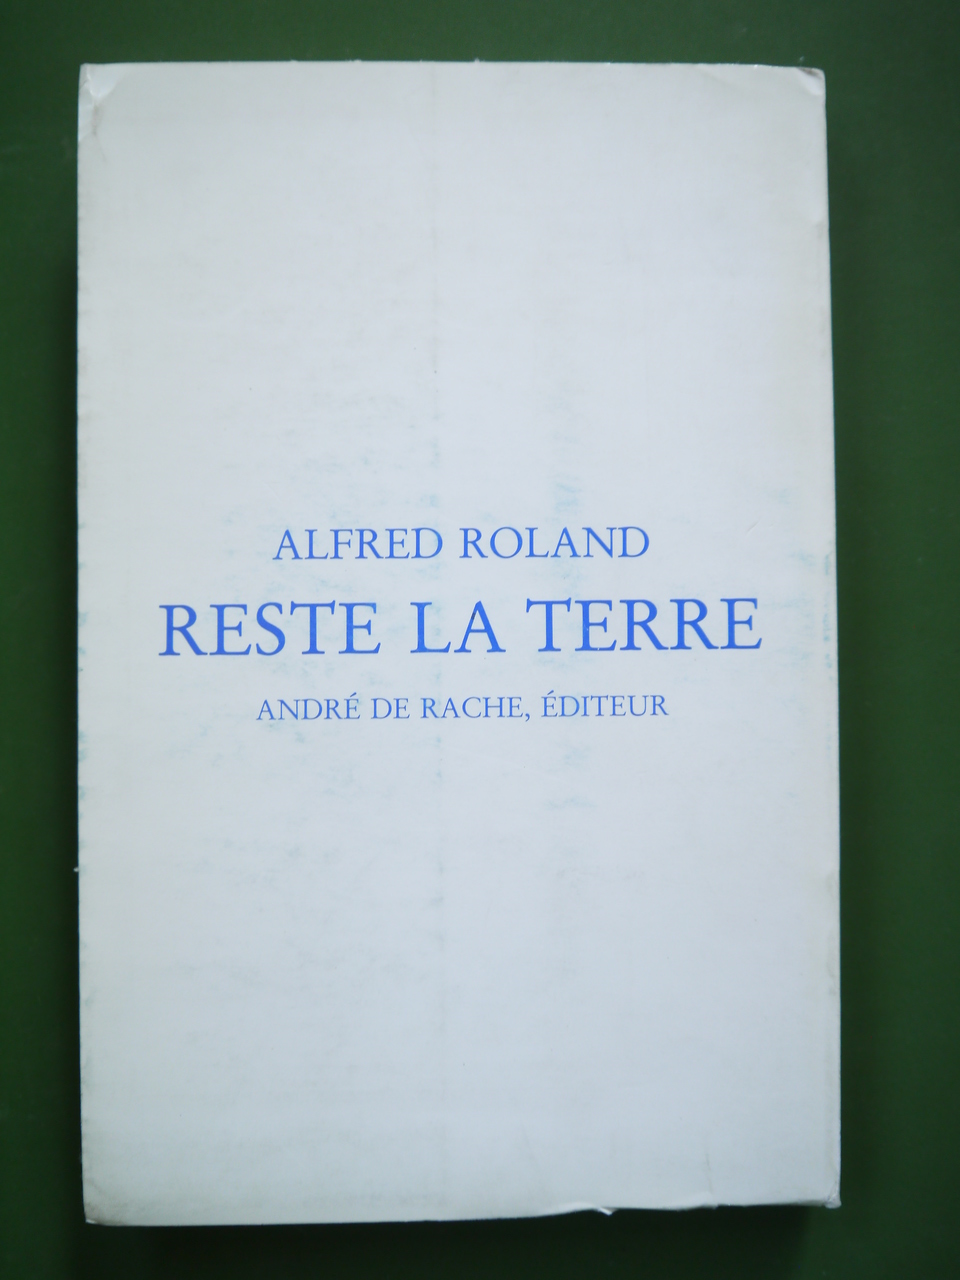 ALFRED ROLAND
RESTE LA TERRE
ANDRÉ DE RACHE, ÉDITEUR